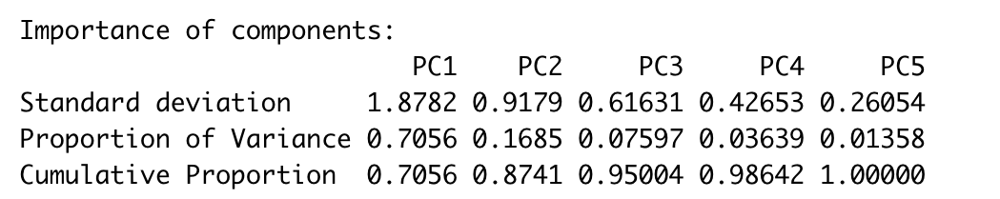 Importance of components:
PC1 PC2 PC3 PC4 PC5
Standard deviation 1.8782 0.9179 0.61631 0.42653 0.26054
Proportion of Variance 0.7056 0.1685 0.07597 0.03639 0.01358
Cumulative Proportion 0.7056 0.8741 0.95004 0.98642 1.00000